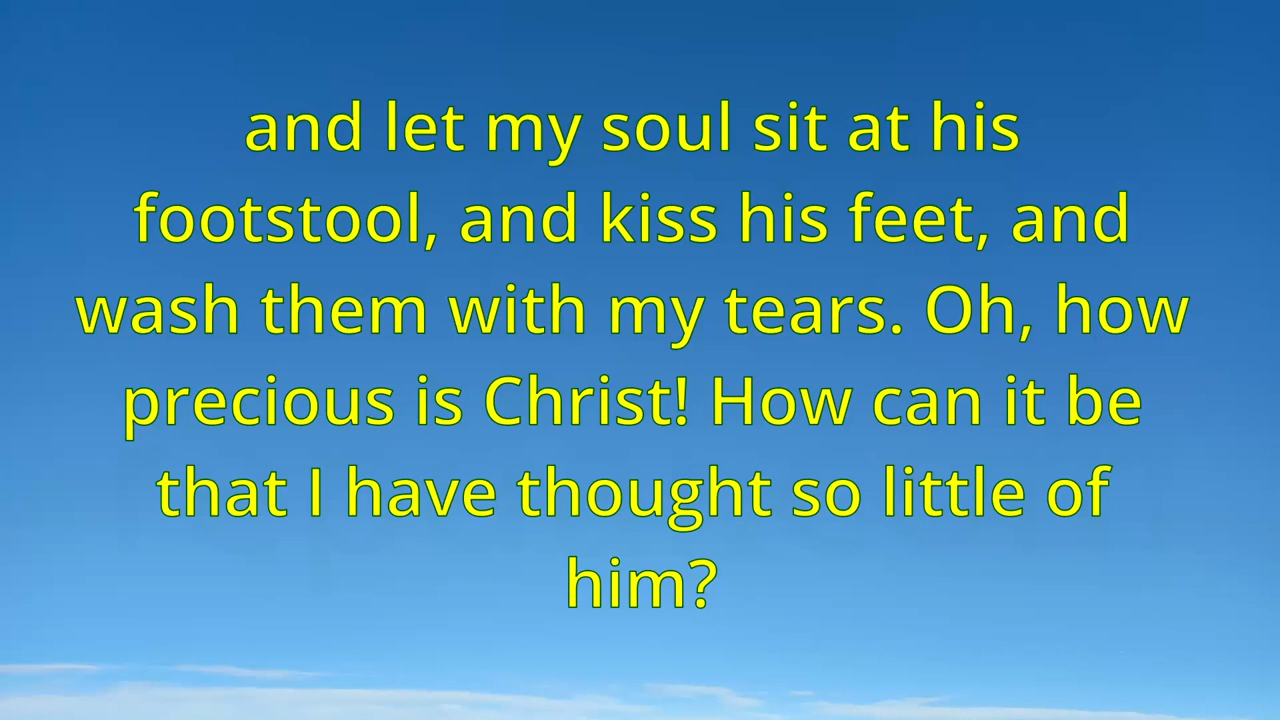 and let my soul sit at his
footstool, and kiss his feet, and
wash them with my tears. Oh, how
precious is Christ! How can it be
that I have thought so little of
him?